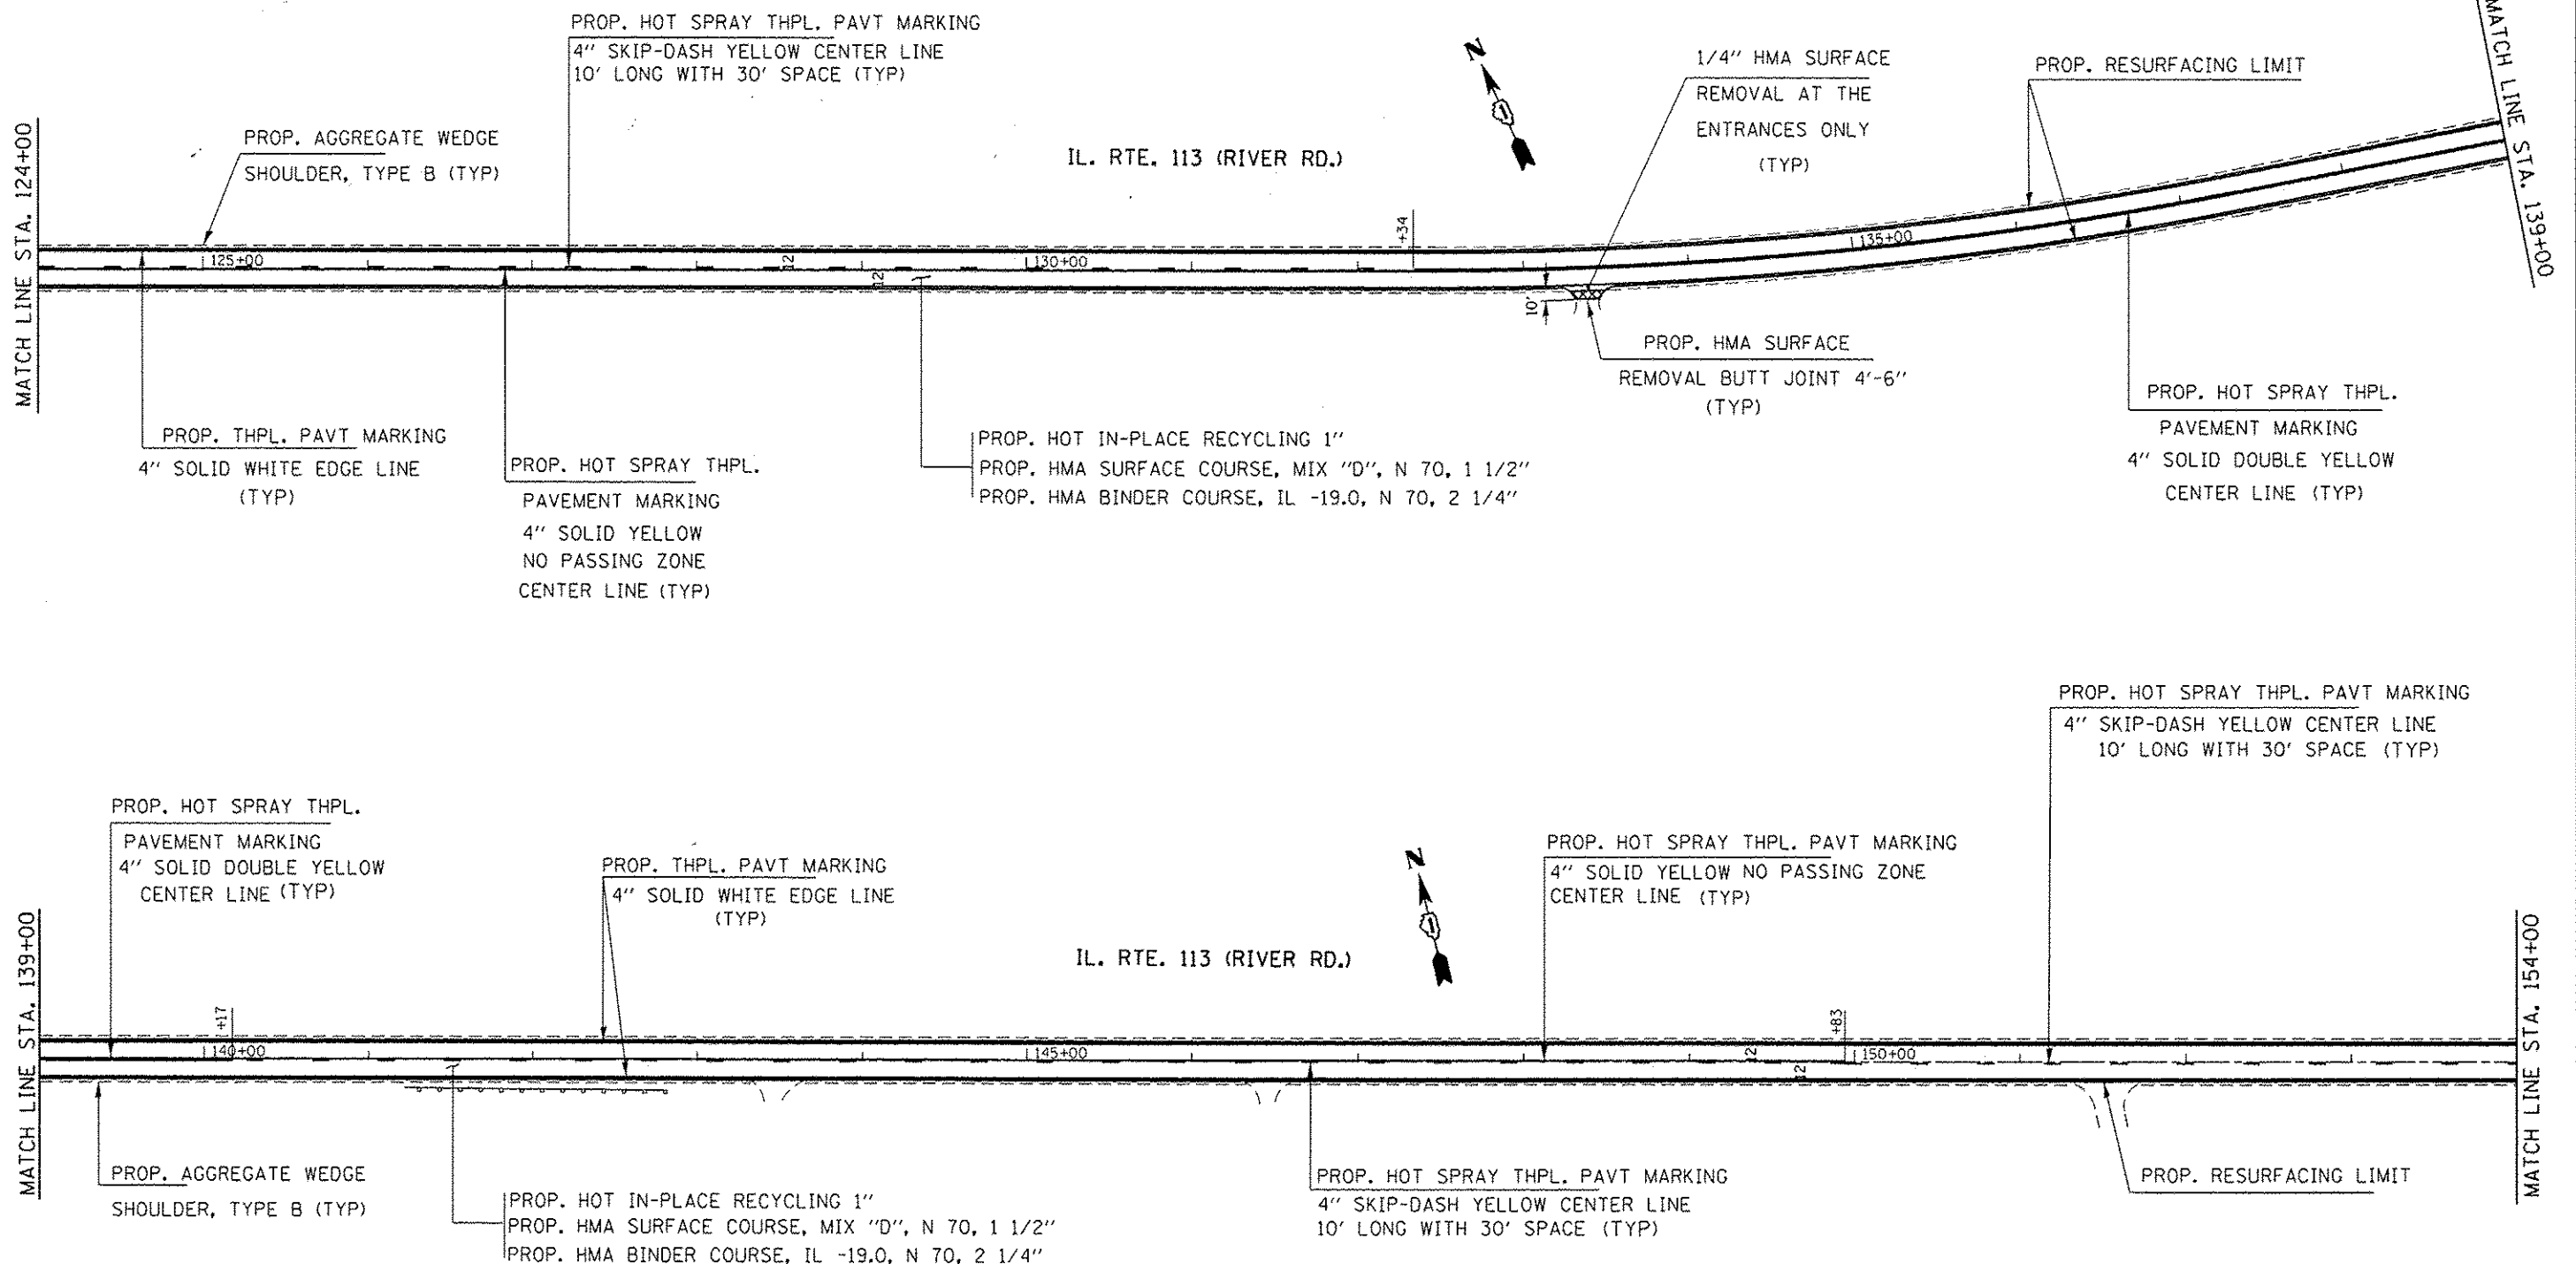 PROP. HOT SPRAY THPL. PAVT MARKING
4" SKIP-DASH YELLOW CENTER LINE
10' LONG WITH 30' SPACE (TYP)
PROP. AGGREGATE WEDGE
SHOULDER, TYPE B (TYP)
IL. RTE. 113 (RIVER RD.)
N
1
1/4" HMA SURFACE
REMOVAL AT THE
ENTRANCES ONLY
(TYP)
PROP. RESURFACING LIMIT
MATCH LINE STA. 124+00
MATCH LINE STA. 139+00
125+00
12
12
130+00
+34
135+00
10'
PROP. HMA SURFACE
REMOVAL BUTT JOINT 4'-6"
(TYP)
PROP. THPL. PAVT MARKING
4" SOLID WHITE EDGE LINE
(TYP)
PROP. HOT SPRAY THPL.
PAVEMENT MARKING
4" SOLID YELLOW
NO PASSING ZONE
CENTER LINE (TYP)
PROP. HOT IN-PLACE RECYCLING 1"
PROP. HMA SURFACE COURSE, MIX "D", N 70, 1 1/2"
PROP. HMA BINDER COURSE, IL -19.0, N 70, 2 1/4"
PROP. HOT SPRAY THPL.
PAVEMENT MARKING
4" SOLID DOUBLE YELLOW
CENTER LINE (TYP)
PROP. HOT SPRAY THPL. PAVT MARKING
4" SKIP-DASH YELLOW CENTER LINE
10' LONG WITH 30' SPACE (TYP)
PROP. HOT SPRAY THPL.
PAVEMENT MARKING
4" SOLID DOUBLE YELLOW
CENTER LINE (TYP)
PROP. THPL. PAVT MARKING
4" SOLID WHITE EDGE LINE
(TYP)
IL. RTE. 113 (RIVER RD.)
N
1
PROP. HOT SPRAY THPL. PAVT MARKING
4" SOLID YELLOW NO PASSING ZONE
CENTER LINE (TYP)
MATCH LINE STA. 139+00
MATCH LINE STA. 154+00
+17
140+00
145+00
12
12
+83
150+00
PROP. AGGREGATE WEDGE
SHOULDER, TYPE B (TYP)
PROP. HOT IN-PLACE RECYCLING 1"
PROP. HMA SURFACE COURSE, MIX "D", N 70, 1 1/2"
PROP. HMA BINDER COURSE, IL -19.0, N 70, 2 1/4"
PROP. HOT SPRAY THPL. PAVT MARKING
4" SKIP-DASH YELLOW CENTER LINE
10' LONG WITH 30' SPACE (TYP)
PROP. RESURFACING LIMIT